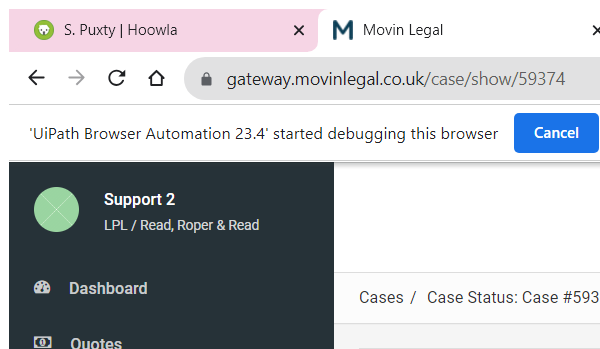 S. Puxty | Hoowla
Movin Legal
gateway.movinlegal.co.uk/case/show/59374
'UiPath Browser Automation 23.4' started debugging this browser
Cancel
Support 2
LPL / Read, Roper & Read
Dashboard
Cases / Case Status: Case #593
Quotes